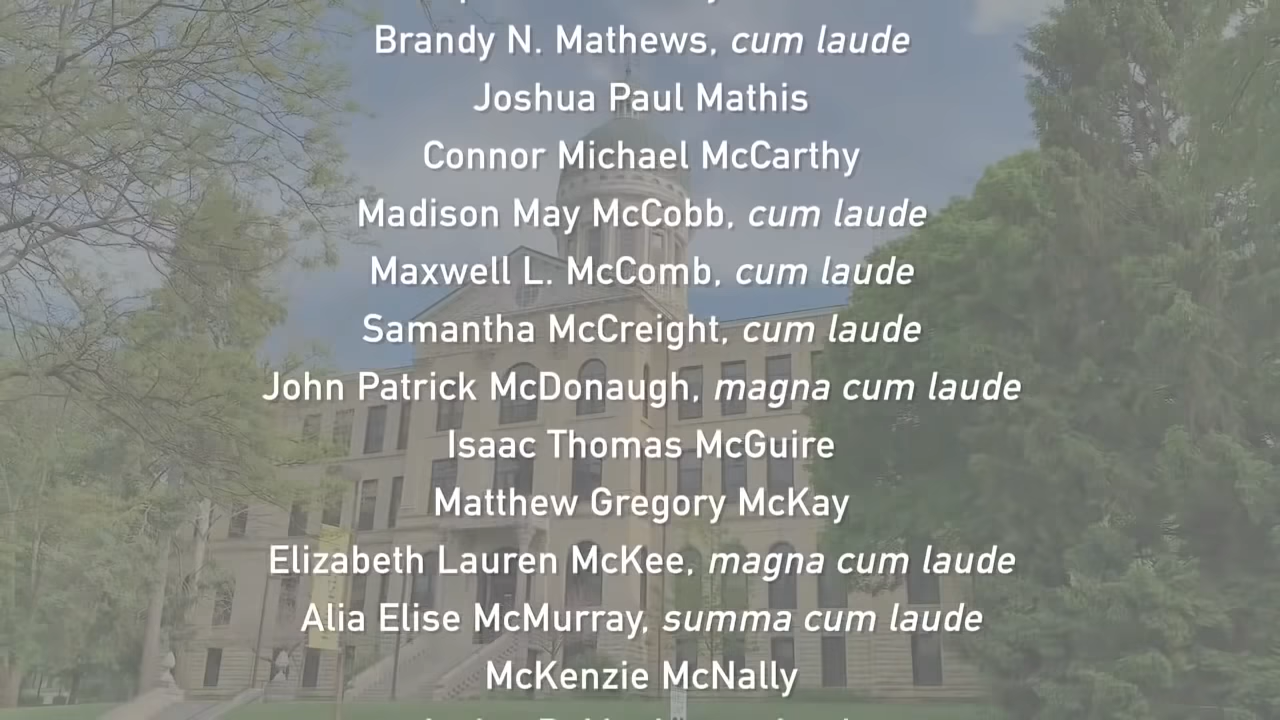 Brandy N. Mathews, cum laude
Joshua Paul Mathis
Connor Michael McCarthy
Madison May McCobb, cum laude
Maxwell L. McComb, cum laude
Samantha McCreight, cum laude
John Patrick McDonaugh, magna cum laude
Isaac Thomas McGuire
Matthew Gregory McKay
Elizabeth Lauren McKee, magna cum laude
Alia Elise McMurray, summa cum laude
McKenzie McNally